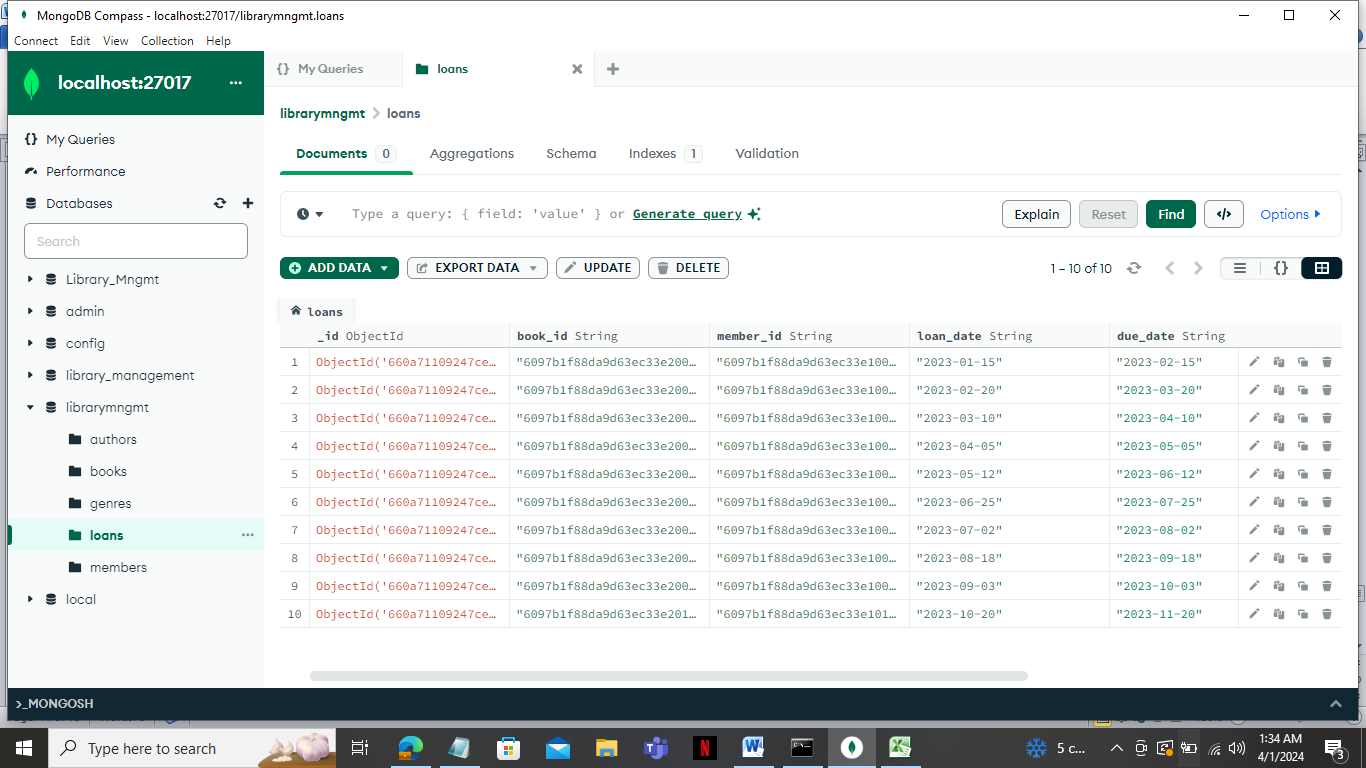 MongoDB Compass - localhost:27017/librarymngmt.loans
Connect Edit View Collection Help
localhost:27017 ...
{} My Queries
loans
My Queries
Performance
Databases
Search
Library_Mngmt
admin
config
library_management
librarymngmt
authors
books
genres
loans
members
local
librarymngmt > loans
Documents 0 Aggregations Schema Indexes 1 Validation
Type a query: { field: 'value' } or Generate query
Explain Reset Find </> Options
ADD DATA EXPORT DATA UPDATE DELETE 1 – 10 of 10 {}
loans
_id ObjectId book_id String member_id String loan_date String due_date String
1 ObjectId('660a71109247ce… "6097b1f88da9d63ec33e200… "6097b1f88da9d63ec33e100… "2023-01-15" "2023-02-15"
2 ObjectId('660a71109247ce… "6097b1f88da9d63ec33e200… "6097b1f88da9d63ec33e100… "2023-02-20" "2023-03-20"
3 ObjectId('660a71109247ce… "6097b1f88da9d63ec33e200… "6097b1f88da9d63ec33e100… "2023-03-10" "2023-04-10"
4 ObjectId('660a71109247ce… "6097b1f88da9d63ec33e200… "6097b1f88da9d63ec33e100… "2023-04-05" "2023-05-05"
5 ObjectId('660a71109247ce… "6097b1f88da9d63ec33e200… "6097b1f88da9d63ec33e100… "2023-05-12" "2023-06-12"
6 ObjectId('660a71109247ce… "6097b1f88da9d63ec33e200… "6097b1f88da9d63ec33e100… "2023-06-25" "2023-07-25"
7 ObjectId('660a71109247ce… "6097b1f88da9d63ec33e200… "6097b1f88da9d63ec33e100… "2023-07-02" "2023-08-02"
8 ObjectId('660a71109247ce… "6097b1f88da9d63ec33e200… "6097b1f88da9d63ec33e100… "2023-08-18" "2023-09-18"
9 ObjectId('660a71109247ce… "6097b1f88da9d63ec33e200… "6097b1f88da9d63ec33e100… "2023-09-03" "2023-10-03"
10 ObjectId('660a71109247ce… "6097b1f88da9d63ec33e201… "6097b1f88da9d63ec33e101… "2023-10-20" "2023-11-20"
>_MONGOSH
Type here to search
5 c...
1:34 AM
4/1/2024
3